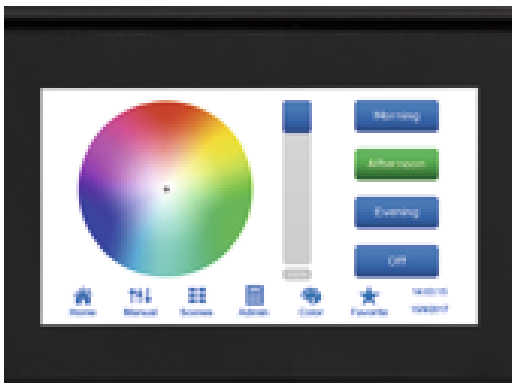 Morning
Afternoon
Evening
Off
Home
Manual
Scenes
Admin
Color
Favorite